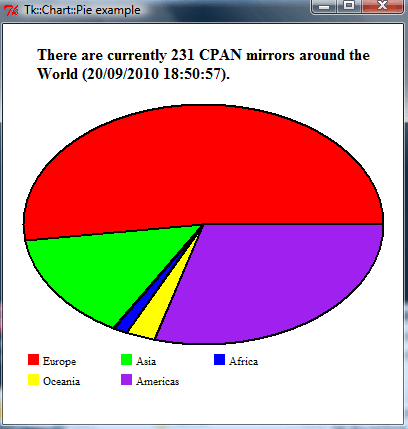 Tk Tk::Chart::Pie example
There are currently 231 CPAN mirrors around the
World (20/09/2010 18:50:57).
Europe Asia Africa
Oceania Americas